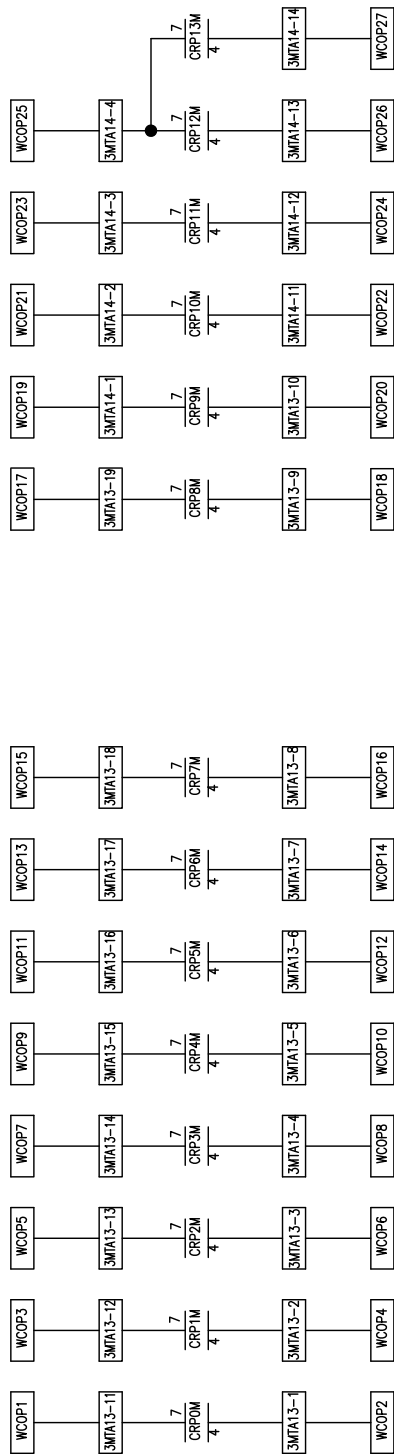 WCOP1
3MTA13-11
7
CRP0M
4
3MTA13-1
WCOP2
WCOP3
3MTA13-12
7
CRP1M
4
3MTA13-2
WCOP4
WCOP5
3MTA13-13
7
CRP2M
4
3MTA13-3
WCOP6
WCOP7
3MTA13-14
7
CRP3M
4
3MTA13-4
WCOP8
WCOP9
3MTA13-15
7
CRP4M
4
3MTA13-5
WCOP10
WCOP11
3MTA13-16
7
CRP5M
4
3MTA13-6
WCOP12
WCOP13
3MTA13-17
7
CRP6M
4
3MTA13-7
WCOP14
WCOP15
3MTA13-18
7
CRP7M
4
3MTA13-8
WCOP16
WCOP17
3MTA13-19
7
CRP8M
4
3MTA13-9
WCOP18
WCOP19
3MTA14-1
7
CRP9M
4
3MTA13-10
WCOP20
WCOP21
3MTA14-2
7
CRP10M
4
3MTA14-11
WCOP22
WCOP23
3MTA14-3
7
CRP11M
4
3MTA14-12
WCOP24
WCOP25
3MTA14-4
7
CRP12M
4
3MTA14-13
WCOP26
7
CRP13M
4
3MTA14-14
WCOP27